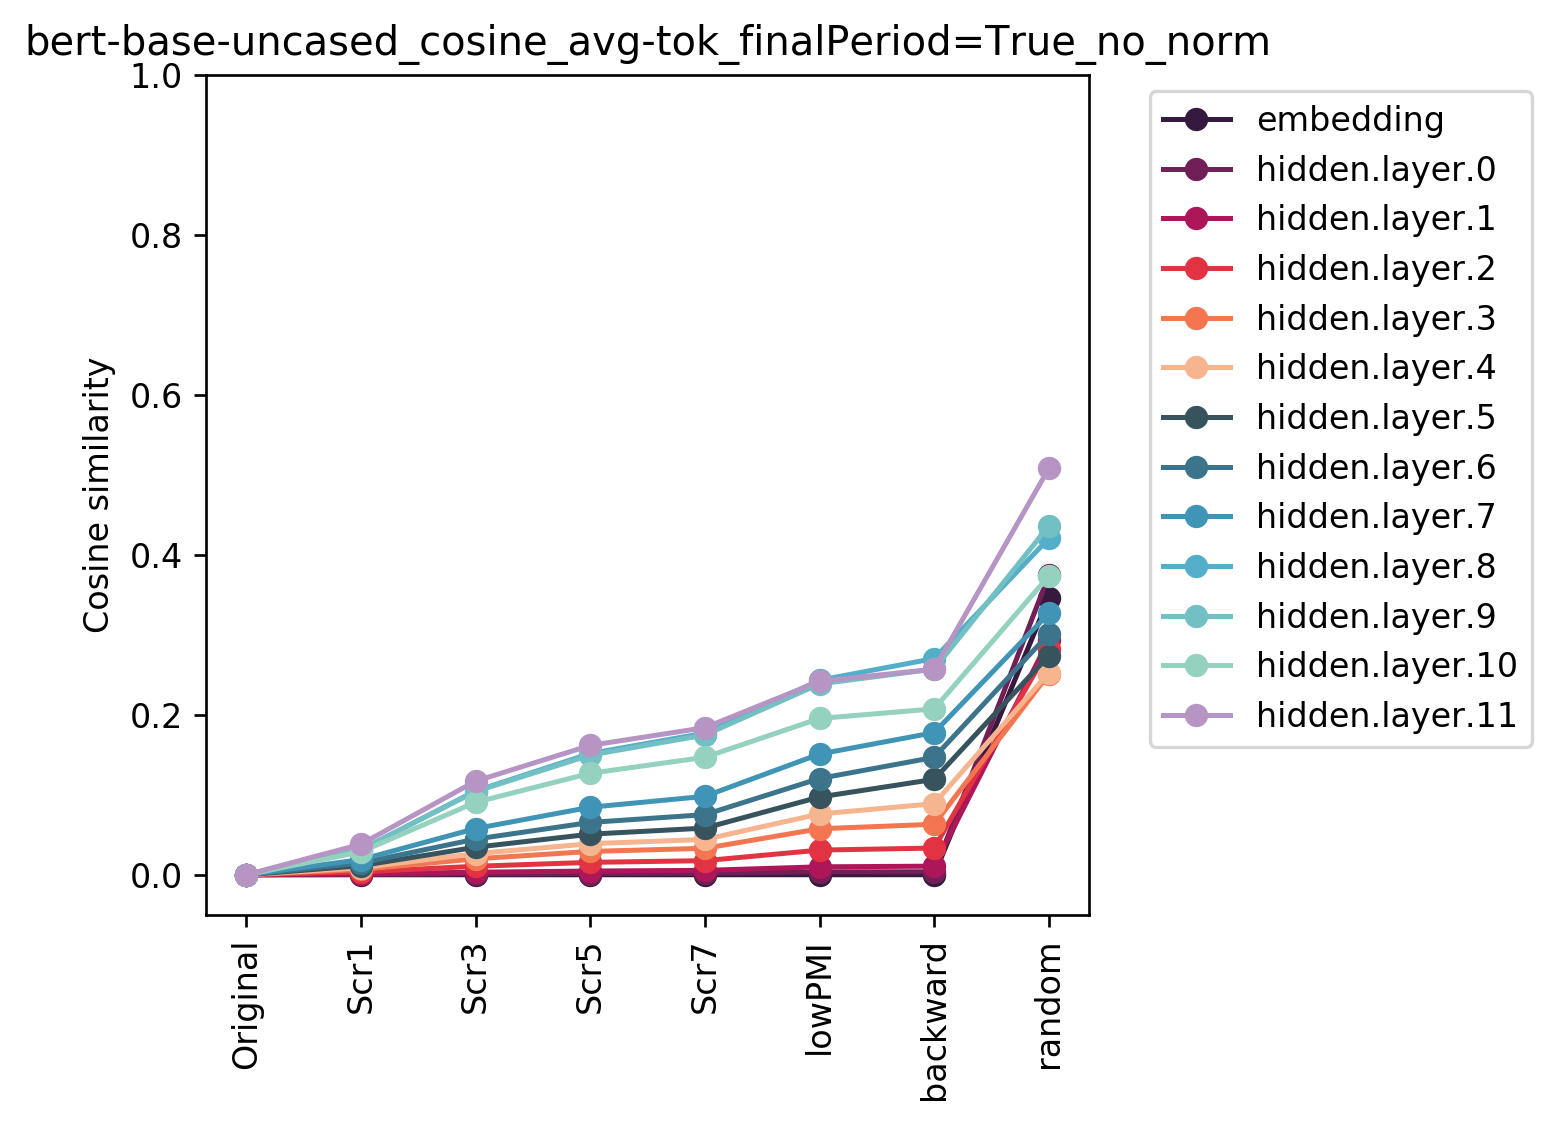 bert-base-uncased_cosine_avg-tok_finalPeriod=True_no_norm
1.0
0.8
0.6
0.4
0.2
0.0
Cosine similarity
Original
Scr1
Scr3
Scr5
Scr7
lowPMI
backward
random
embedding
hidden.layer.0
hidden.layer.1
hidden.layer.2
hidden.layer.3
hidden.layer.4
hidden.layer.5
hidden.layer.6
hidden.layer.7
hidden.layer.8
hidden.layer.9
hidden.layer.10
hidden.layer.11